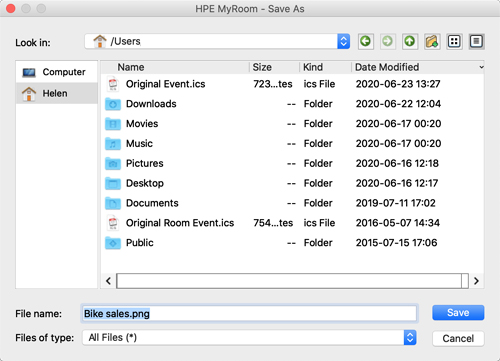 HPE MyRoom - Save As
Look in: /Users
Computer
Helen
Name Size Kind Date Modified
Original Event.ics 723...tes ics File 2020-06-23 13:27
Downloads -- Folder 2020-06-22 12:04
Movies -- Folder 2020-06-17 00:20
Music -- Folder 2020-06-17 00:20
Pictures -- Folder 2020-06-16 12:18
Desktop -- Folder 2020-06-16 12:17
Documents -- Folder 2019-07-11 17:02
Original Room Event.ics 754...tes ics File 2016-05-07 14:34
Public -- Folder 2015-07-15 17:06
File name: Bike sales.png Save
Files of type: All Files (*) Cancel